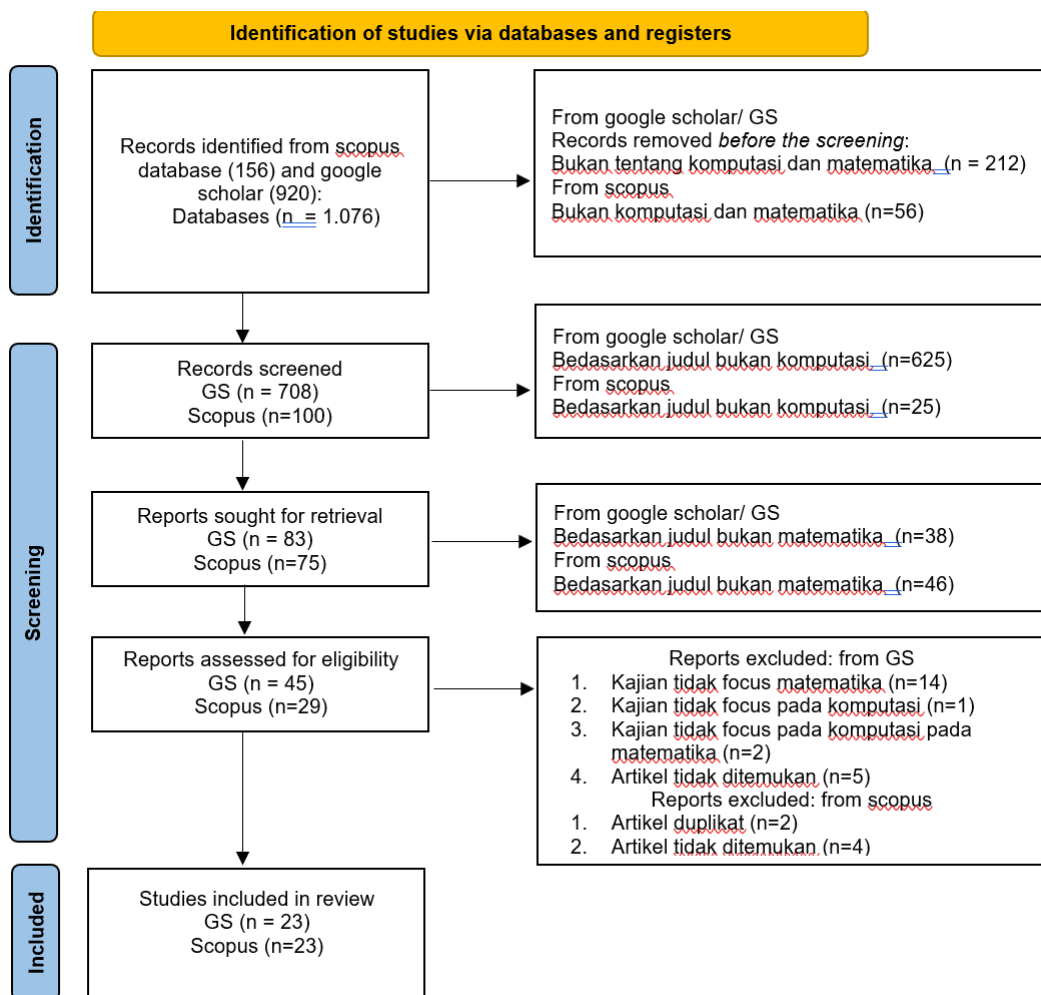 Identification of studies via databases and registers
Identification
Records identified from scopus
database (156) and google
scholar (920):
Databases (n = 1.076)
From google scholar/ GS
Records removed before the screening:
Bukan tentang komputasi dan matematika (n = 212)
From scopus
Bukan komputasi dan matematika (n=56)
Screening
Records screened
GS (n = 708)
Scopus (n=100)
From google scholar/ GS
Bedasarkan judul bukan komputasi (n=625)
From scopus
Bedasarkan judul bukan komputasi (n=25)
Reports sought for retrieval
GS (n = 83)
Scopus (n=75)
From google scholar/ GS
Bedasarkan judul bukan matematika (n=38)
From scopus
Bedasarkan judul bukan matematika (n=46)
Reports assessed for eligibility
GS (n = 45)
Scopus (n=29)
Reports excluded: from GS
1. Kajian tidak focus matematika (n=14)
2. Kajian tidak focus pada komputasi (n=1)
3. Kajian tidak focus pada komputasi pada
matematika (n=2)
4. Artikel tidak ditemukan (n=5)
Reports excluded: from scopus
1. Artikel duplikat (n=2)
2. Artikel tidak ditemukan (n=4)
Included
Studies included in review
GS (n = 23)
Scopus (n=23)